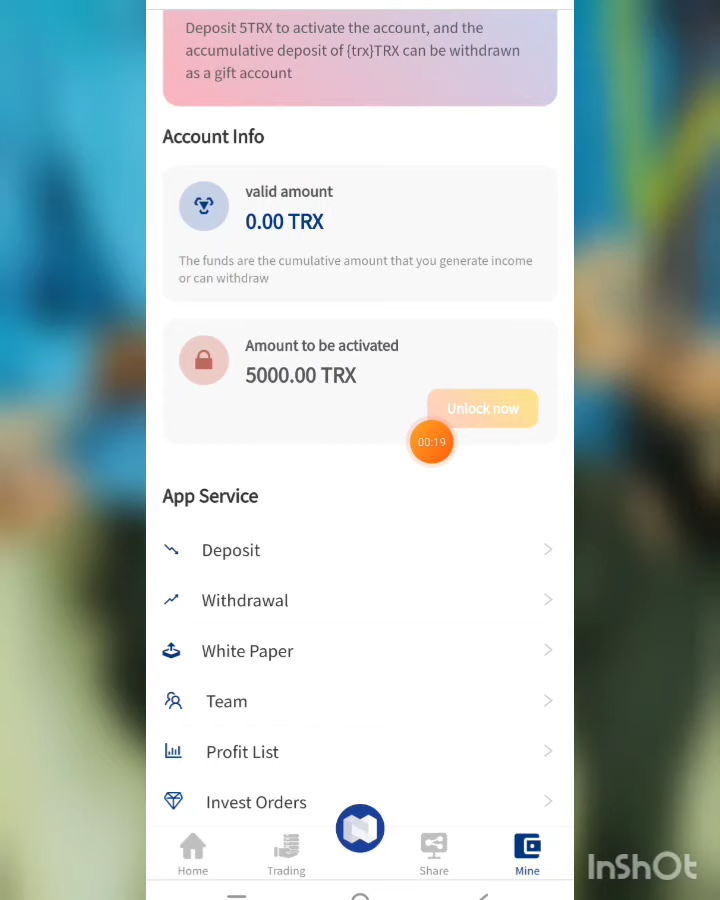 Deposit 5TRX to activate the account, and the
accumulative deposit of {trx}TRX can be withdrawn
as a gift account
Account Info
valid amount
0.00 TRX
The funds are the cumulative amount that you generate income
or can withdraw
Amount to be activated
5000.00 TRX
Unlock now
00:19
App Service
Deposit
Withdrawal
White Paper
Team
Profit List
Invest Orders
Home
Trading
Share
Mine
InShOt